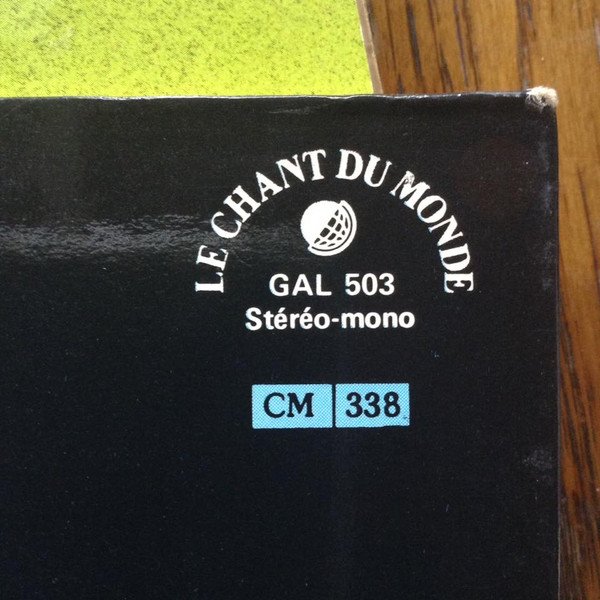 LE CHANT DU MONDE
GAL 503
Stéréo-mono
CM 338